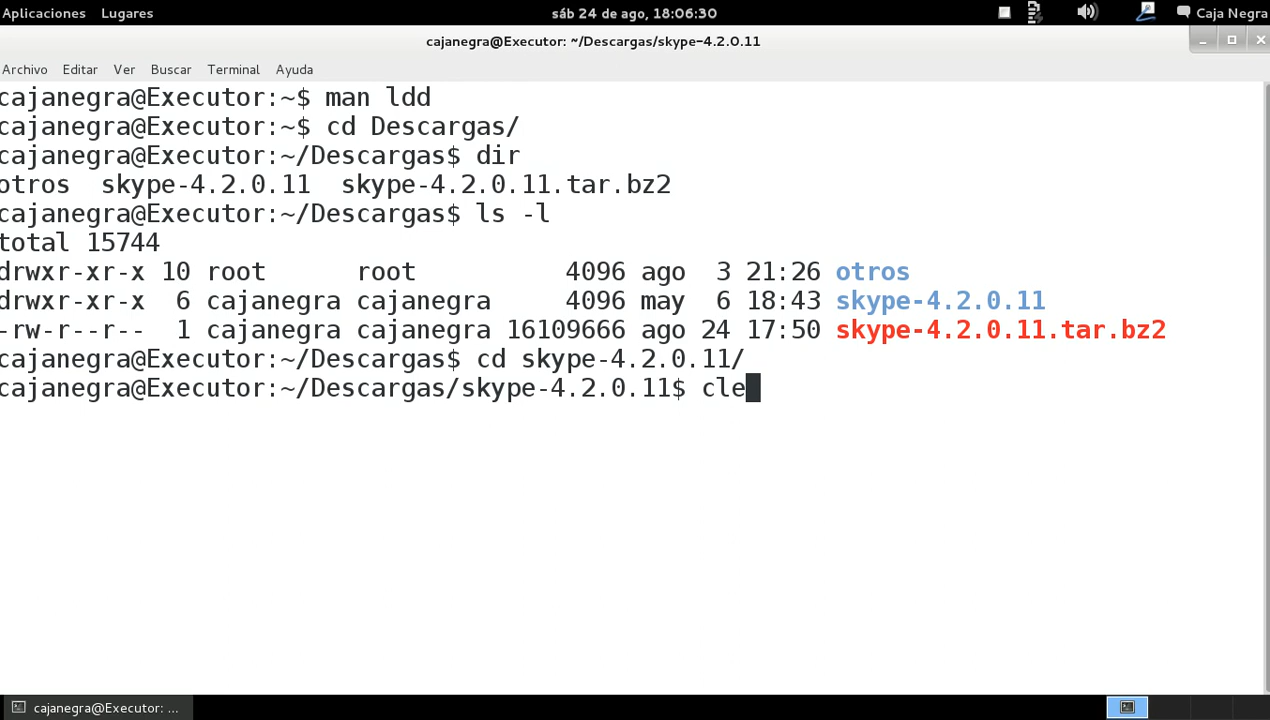 Aplicaciones Lugares sáb 24 de ago, 18:06:30 Caja Negra
cajanegra@Executor: ~/Descargas/skype-4.2.0.11
Archivo Editar Ver Buscar Terminal Ayuda
cajanegra@Executor:~$ man ldd
cajanegra@Executor:~$ cd Descargas/
cajanegra@Executor:~/Descargas$ dir
otros  skype-4.2.0.11  skype-4.2.0.11.tar.bz2
cajanegra@Executor:~/Descargas$ ls -l
total 15744
drwxr-xr-x 10 root      root          4096 ago  3 21:26 otros
drwxr-xr-x  6 cajanegra cajanegra     4096 may  6 18:43 skype-4.2.0.11
-rw-r--r--  1 cajanegra cajanegra 16109666 ago 24 17:50 skype-4.2.0.11.tar.bz2
cajanegra@Executor:~/Descargas$ cd skype-4.2.0.11/
cajanegra@Executor:~/Descargas/skype-4.2.0.11$ cle
cajanegra@Executor: ...